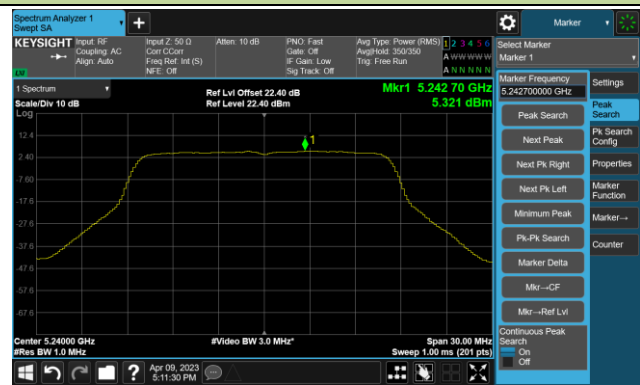 Spectrum Analyzer 1
Swept SA
Marker
KEYSIGHT
Input: RF
Coupling: AC
Align: Auto
Input Z: 50 Ω
Corr CCorr
Freq Ref: Int (S)
NFE: Off
Atten: 10 dB
PNO: Fast
Gate: Off
IF Gain: Low
Sig Track: Off
Avg Type: Power (RMS)
Avg|Hold: 350/350
Trig: Free Run
1 2 3 4 5 6
A W W W W W
A N N N N N
Select Marker
Marker 1
Marker Frequency
5.242700000 GHz
Settings
Peak Search
Next Peak
Next Pk Right
Next Pk Left
Minimum Peak
Pk-Pk Search
Marker Delta
Mkr→CF
Mkr→Ref Lvl
Continuous Peak
Search
On
Off
Peak
Search
Pk Search
Config
Properties
Marker
Function
Marker→
Counter
1 Spectrum
Scale/Div 10 dB
Log
Ref Lvl Offset 22.40 dB
Ref Level 22.40 dBm
Mkr1 5.242 70 GHz
5.321 dBm
1
12.4
2.40
-7.60
-17.6
-27.6
-37.6
-47.6
-57.6
-67.6
Center 5.24000 GHz
#Res BW 1.0 MHz
#Video BW 3.0 MHz*
Span 30.00 MHz
Sweep 1.00 ms (201 pts)
Apr 09, 2023
5:11:30 PM